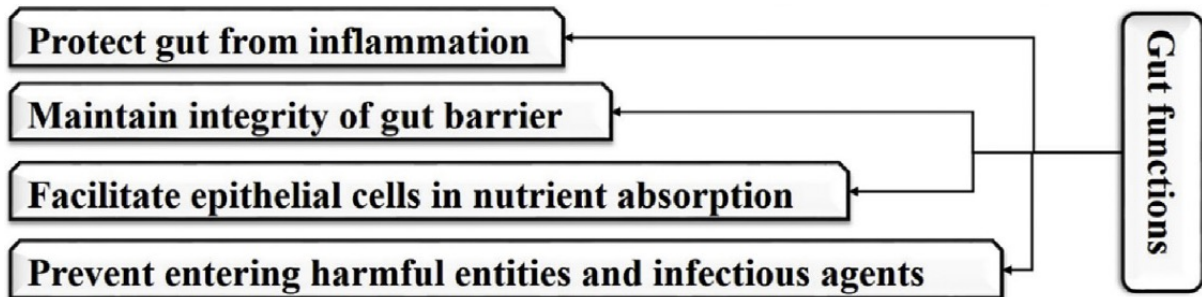 Protect gut from inflammation
Maintain integrity of gut barrier
Facilitate epithelial cells in nutrient absorption
Prevent entering harmful entities and infectious agents
Gut functions